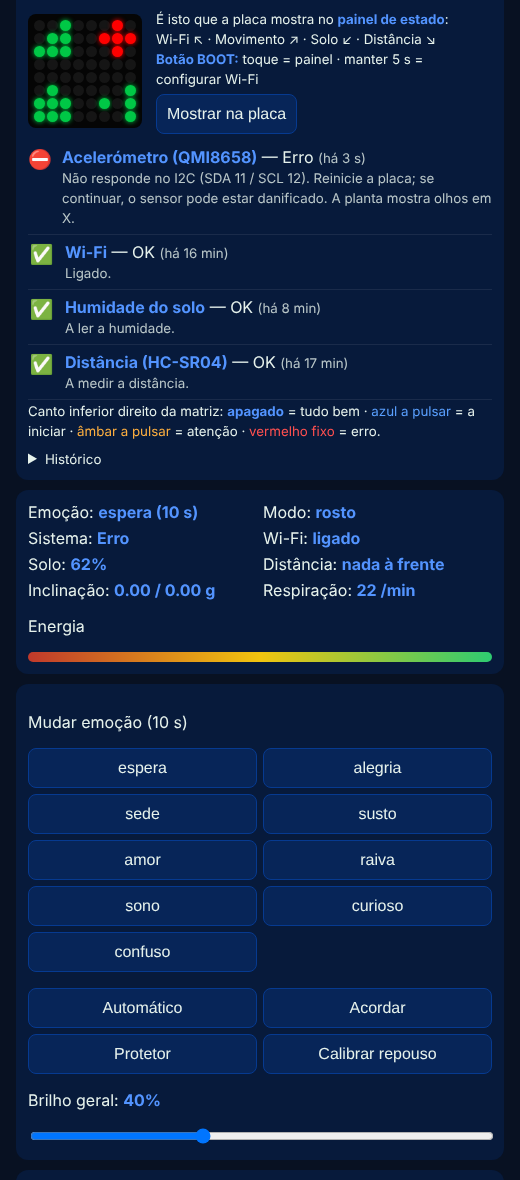 É isto que a placa mostra no painel de estado:
Wi-Fi ↖ · Movimento ↗ · Solo ↙ · Distância ↘
Botão BOOT: toque = painel · manter 5 s =
configurar Wi-Fi
Mostrar na placa
Acelerómetro (QMI8658) — Erro (há 3 s)
Não responde no I2C (SDA 11 / SCL 12). Reinicie a placa; se
continuar, o sensor pode estar danificado. A planta mostra olhos em
X.
Wi-Fi — OK (há 16 min)
Ligado.
Humidade do solo — OK (há 8 min)
A ler a humidade.
Distância (HC-SR04) — OK (há 17 min)
A medir a distância.
Canto inferior direito da matriz: apagado = tudo bem · azul a pulsar = a
iniciar · âmbar a pulsar = atenção · vermelho fixo = erro.
Histórico
Emoção: espera (10 s) Modo: rosto
Sistema: Erro Wi-Fi: ligado
Solo: 62% Distância: nada à frente
Inclinação: 0.00 / 0.00 g Respiração: 22 /min
Energia
Mudar emoção (10 s)
espera alegria
sede susto
amor raiva
sono curioso
confuso
Automático Acordar
Protetor Calibrar repouso
Brilho geral: 40%